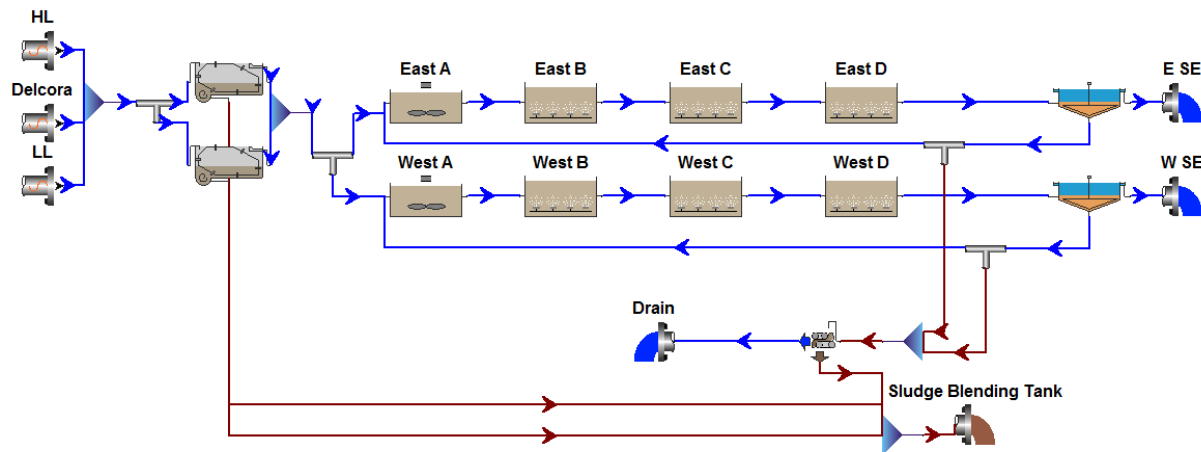 HL
Delcora
LL
East A
East B
East C
East D
E SE
West A
West B
West C
West D
W SE
Drain
Sludge Blending Tank